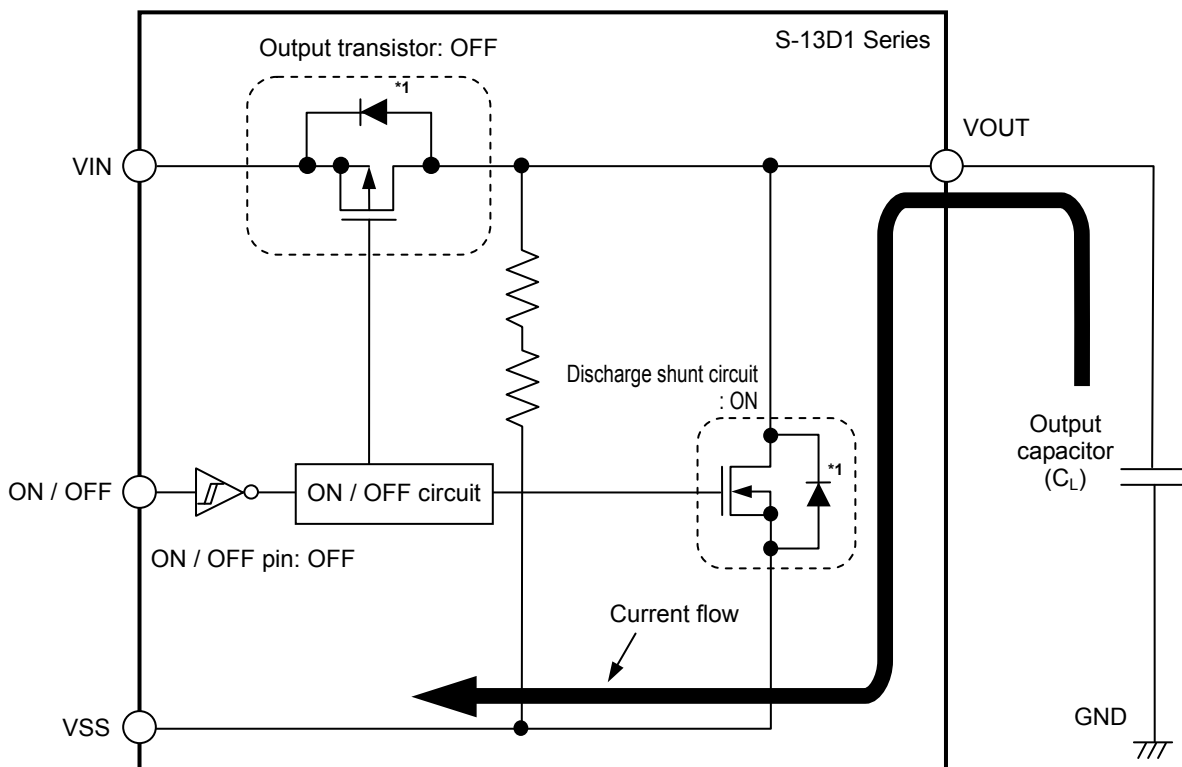 S-13D1 Series
Output transistor: OFF
*1
VOUT
VIN
Discharge shunt circuit
: ON
*1
Output
capacitor
(CL)
ON / OFF
ON / OFF circuit
ON / OFF pin: OFF
Current flow
GND
VSS